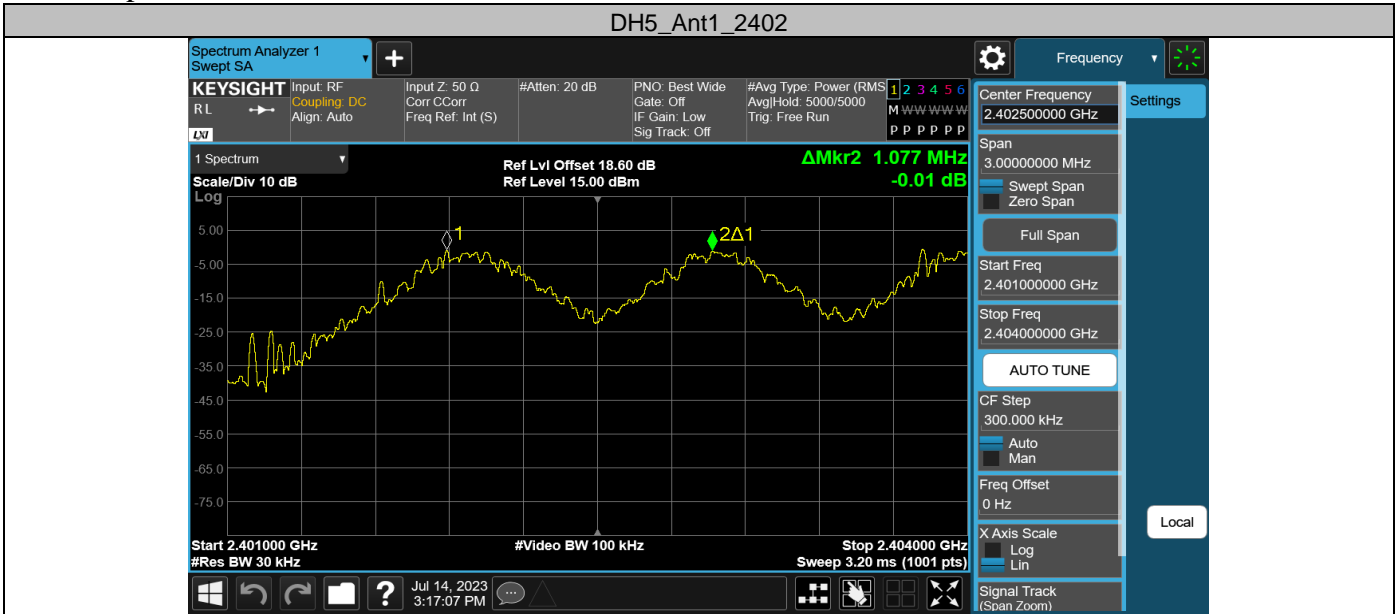 DH5_Ant1_2402
Spectrum Analyzer 1
Swept SA
Frequency
KEYSIGHT
RL
LXI
Input: RF
Coupling: DC
Align: Auto
Input Z: 50 Ω
Corr CCorr
Freq Ref: Int (S)
#Atten: 20 dB
PNO: Best Wide
Gate: Off
IF Gain: Low
Sig Track: Off
#Avg Type: Power (RMS
Avg|Hold: 5000/5000
Trig: Free Run
1 2 3 4 5 6
M W W W W W
P P P P P P
1 Spectrum
Scale/Div 10 dB
Log
Ref Lvl Offset 18.60 dB
Ref Level 15.00 dBm
ΔMkr2 1.077 MHz
-0.01 dB
5.00
-5.00
-15.0
-25.0
-35.0
-45.0
-55.0
-65.0
-75.0
1
2Δ1
Start 2.401000 GHz
#Res BW 30 kHz
#Video BW 100 kHz
Stop 2.404000 GHz
Sweep 3.20 ms (1001 pts)
Jul 14, 2023
3:17:07 PM
?
Center Frequency
2.402500000 GHz
Span
3.00000000 MHz
Swept Span
Zero Span
Full Span
Start Freq
2.401000000 GHz
Stop Freq
2.404000000 GHz
AUTO TUNE
CF Step
300.000 kHz
Auto
Man
Freq Offset
0 Hz
X Axis Scale
Log
Lin
Signal Track
(Span Zoom)
Settings
Local